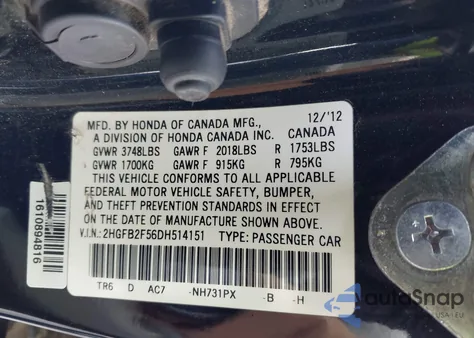 MFD. BY HONDA OF CANADA MFG., 12/'12
A DIVISION OF HONDA CANADA INC. CANADA
GVWR 3748LBS GAWR F 2018LBS R 1753LBS
GVWR 1700KG GAWR F 915KG R 795KG
THIS VEHICLE CONFORMS TO ALL APPLICABLE
FEDERAL MOTOR VEHICLE SAFETY, BUMPER,
AND THEFT PREVENTION STANDARDS IN EFFECT
ON THE DATE OF MANUFACTURE SHOWN ABOVE.
V.I.N.: 2HGFB2F56DH514151 TYPE: PASSENGER CAR
TR6 D AC7 -NH731PX -B -H
1610894816
AutoSnap
USA-EU